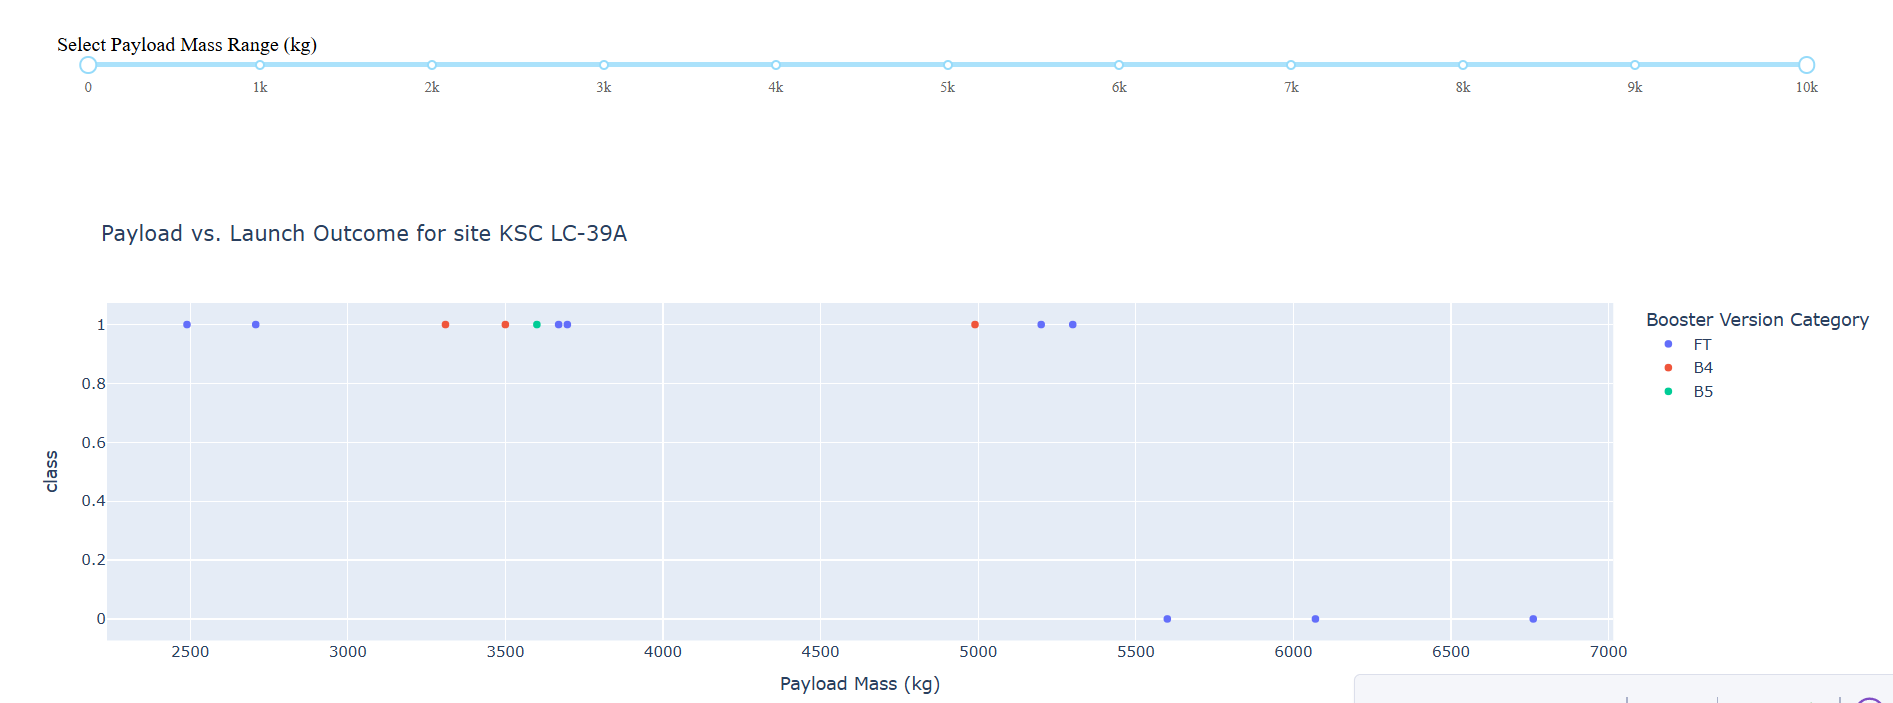 Select Payload Mass Range (kg)
0 1k 2k 3k 4k 5k 6k 7k 8k 9k 10k
Payload vs. Launch Outcome for site KSC LC-39A
Booster Version Category
FT
B4
B5
1
0.8
0.6
0.4
0.2
0
class
2500 3000 3500 4000 4500 5000 5500 6000 6500 7000
Payload Mass (kg)